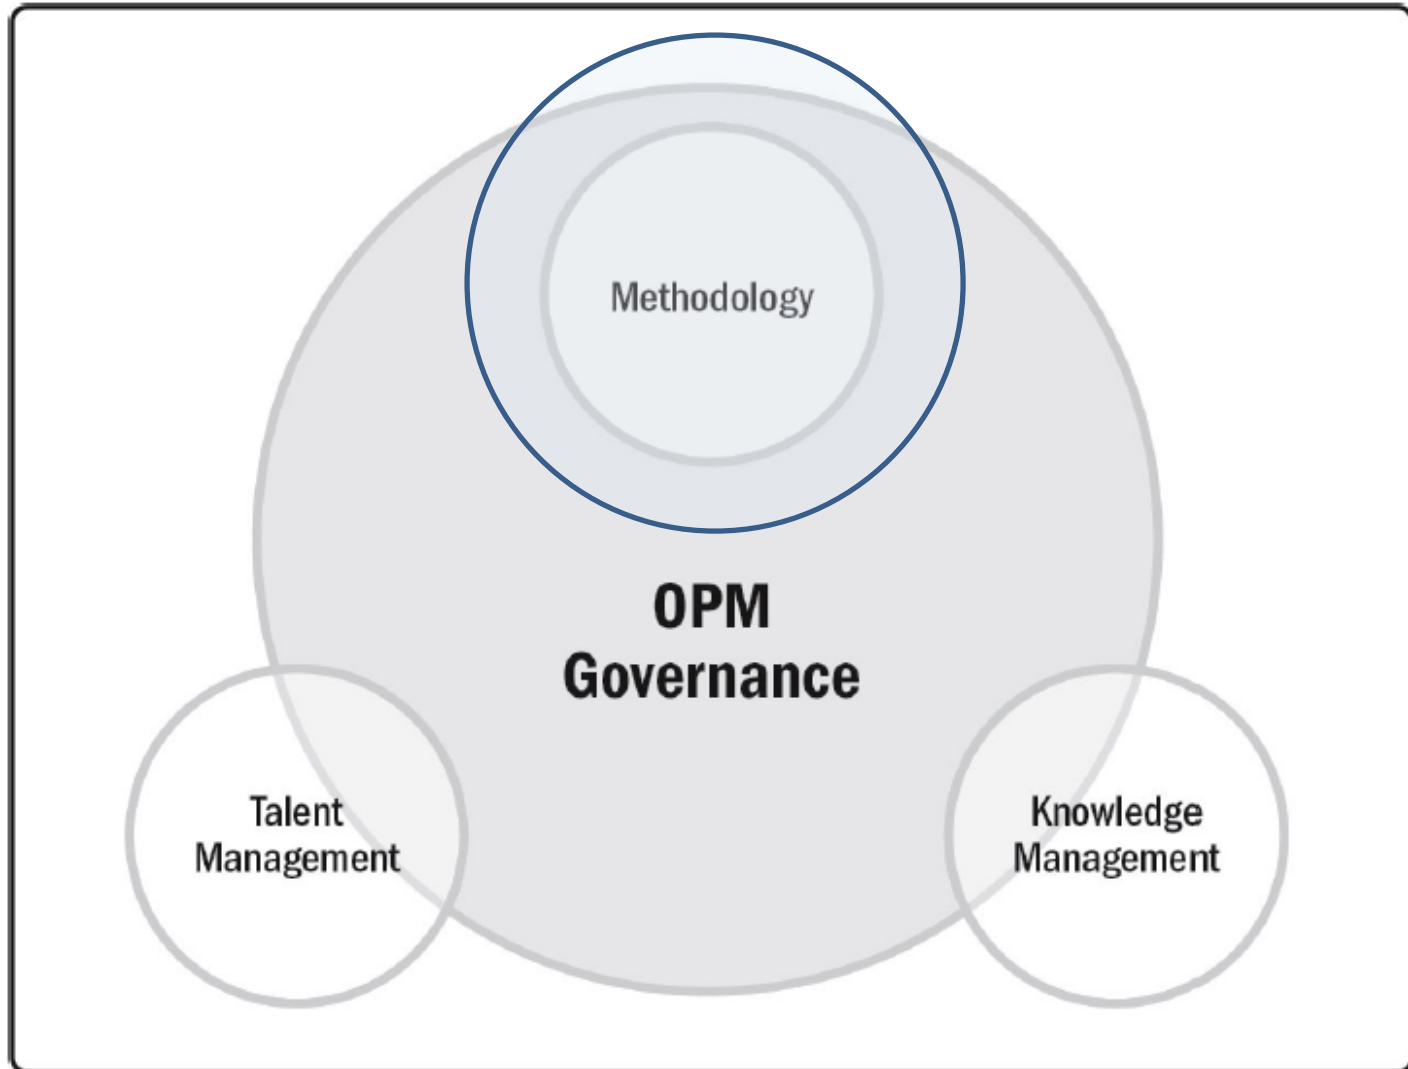 Methodology
OPM
Governance
Talent
Management
Knowledge
Management